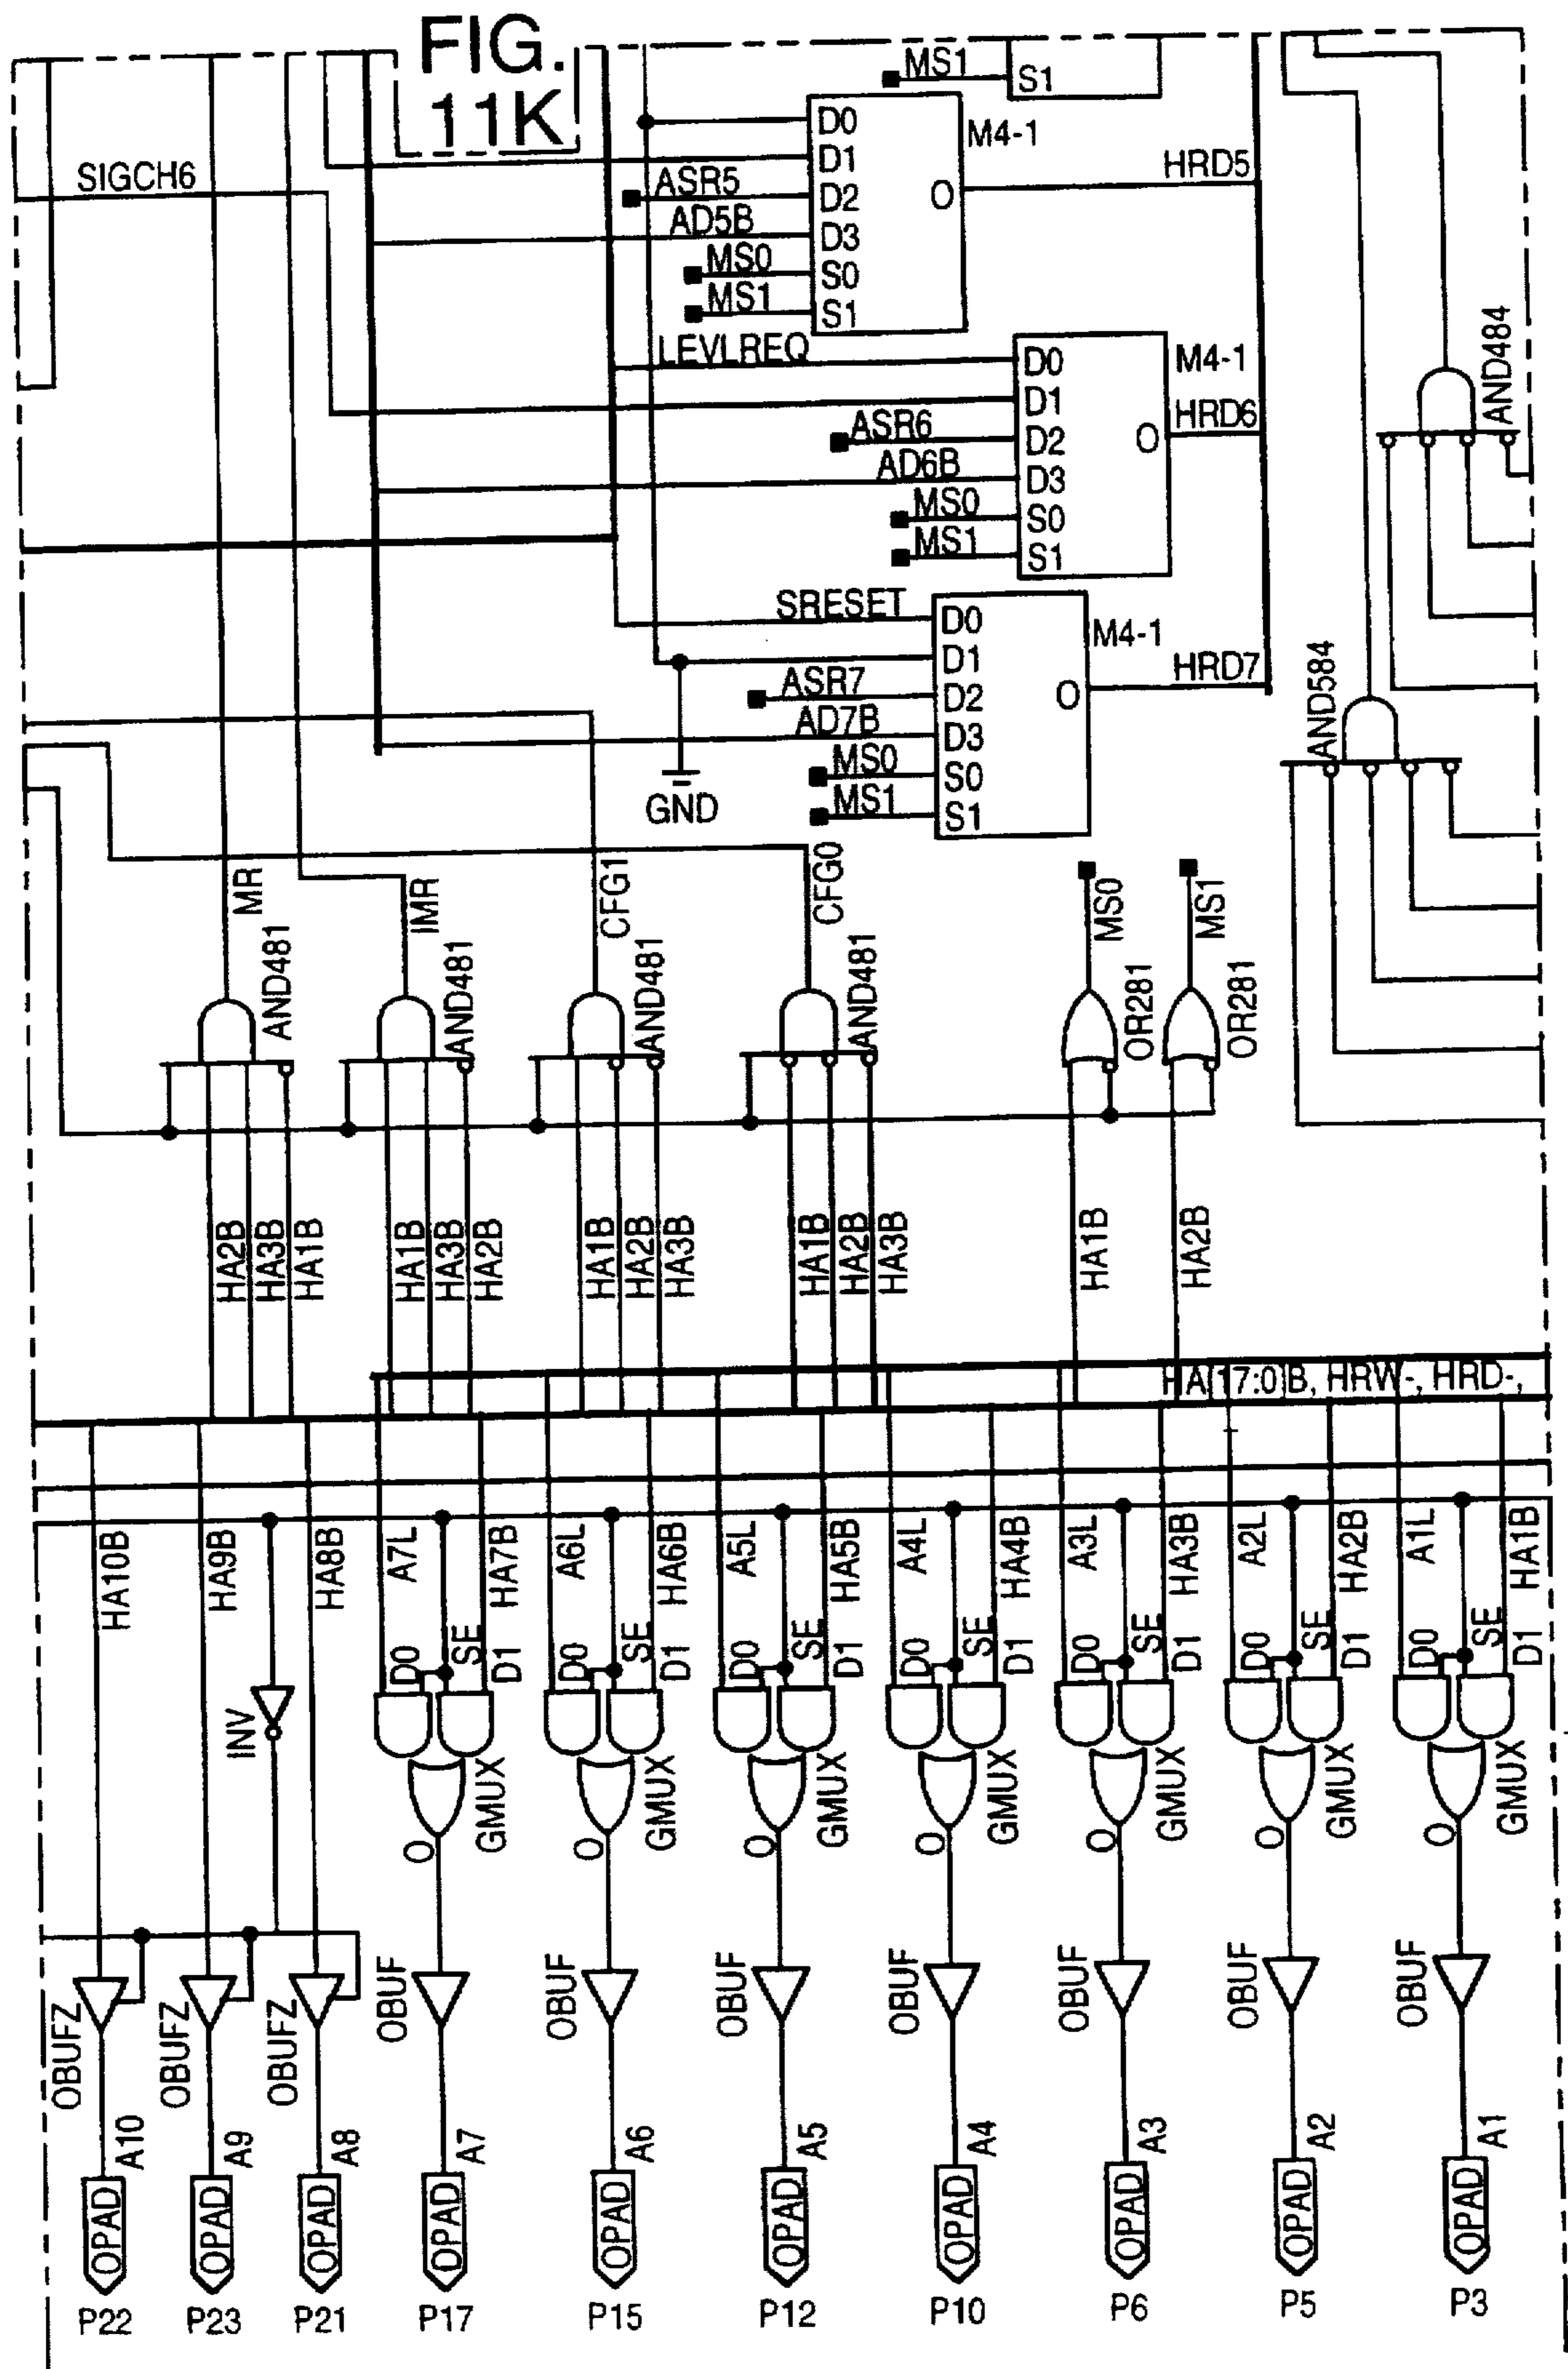 FIG.
11K
MS1
S1
D0
M4-1
D1
SIGCH6
ASR5
D2
O
HRD5
AD5B
D3
MS0
S0
MS1
S1
LEVLREQ
D0
M4-1
D1
ASR6
D2
O
HRD6
AD6B
D3
MS0
S0
MS1
S1
AND484
SRESET
D0
M4-1
D1
ASR7
D2
O
HRD7
AD7B
D3
MS0
S0
MS1
S1
GND
AND584
MR
IMR
CFG1
CFG0
MS0
MS1
AND481
AND481
AND481
AND481
OR281
OR281
HA2B
HA3B
HA1B
HA1B
HA3B
HA2B
HA1B
HA2B
HA3B
HA1B
HA2B
HA3B
HA1B
HA2B
HA[17:0]B, HRW-, HRD-,
HA10B
HA9B
HA8B
A7L
HA7B
A6L
HA6B
A5L
HA5B
A4L
HA4B
A3L
HA3B
A2L
HA2B
A1L
HA1B
INV
D0
SE
D1
D0
SE
D1
D0
SE
D1
D0
SE
D1
D0
SE
D1
D0
SE
D1
D0
SE
D1
GMUX
GMUX
GMUX
GMUX
GMUX
GMUX
GMUX
O
O
O
O
O
O
O
OBUFZ
OBUFZ
OBUFZ
OBUF
OBUF
OBUF
OBUF
OBUF
OBUF
OBUF
A10
A9
A8
A7
A6
A5
A4
A3
A2
A1
OPAD
OPAD
OPAD
OPAD
OPAD
OPAD
OPAD
OPAD
OPAD
OPAD
P22
P23
P21
P17
P15
P12
P10
P6
P5
P3